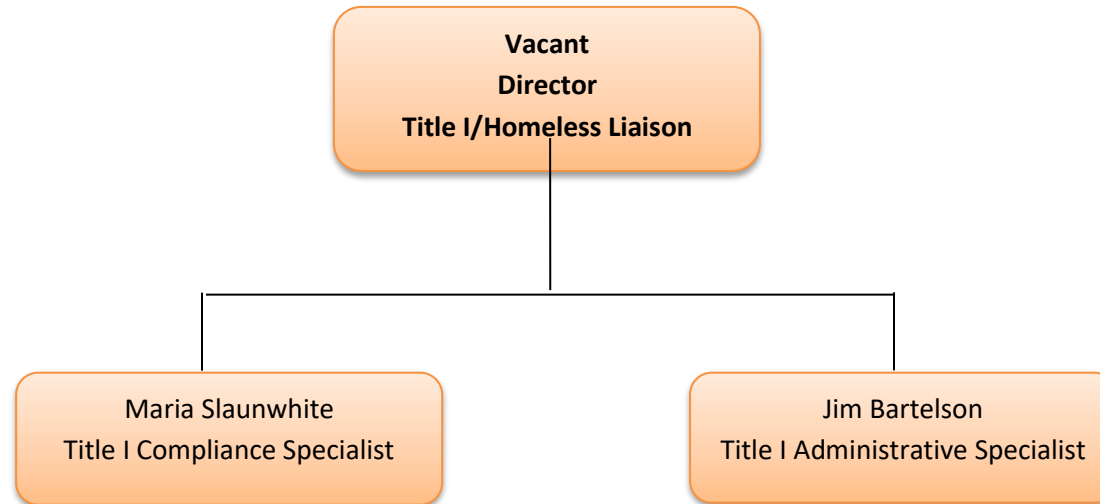 Vacant
Director
Title I/Homeless Liaison
Maria Slaunwhite
Title I Compliance Specialist
Jim Bartelson
Title I Administrative Specialist